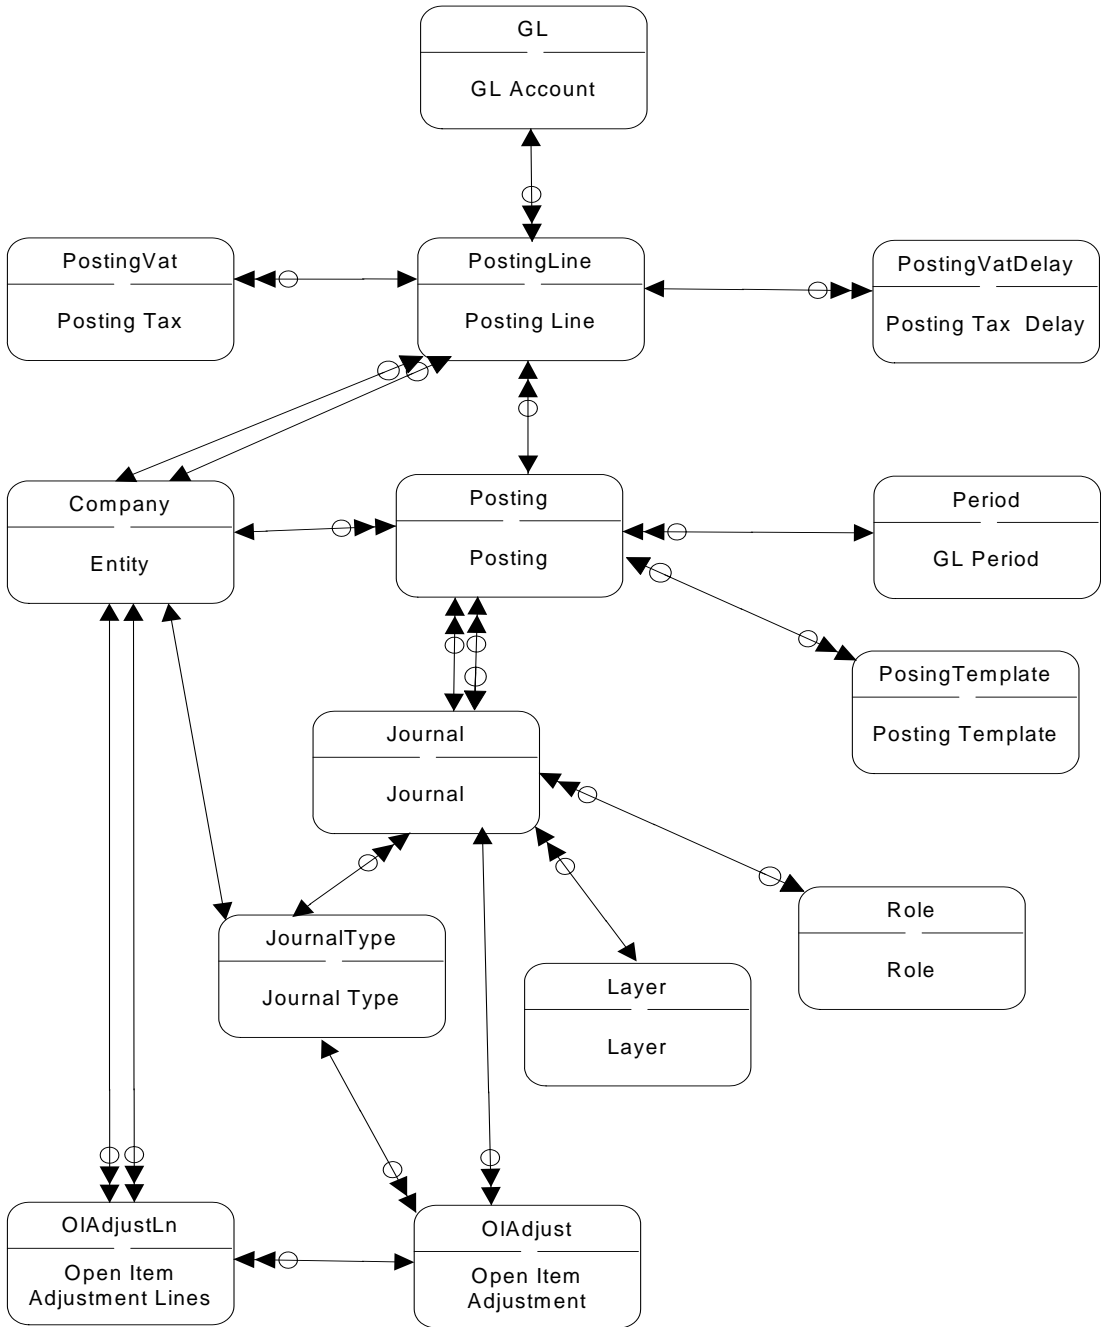 GL
GL Account
PostingVat
Posting Tax
PostingLine
Posting Line
PostingVatDelay
Posting Tax Delay
Company
Entity
Posting
Posting
Period
GL Period
PosingTemplate
Posting Template
Journal
Journal
JournalType
Journal Type
Layer
Layer
Role
Role
OIAdjustLn
Open Item
Adjustment Lines
OIAdjust
Open Item
Adjustment